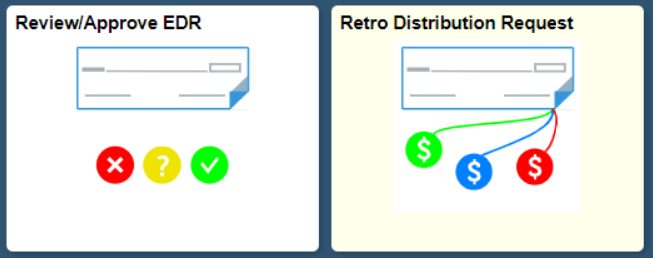 Review/Approve EDR
Retro Distribution Request
?
$
$
$